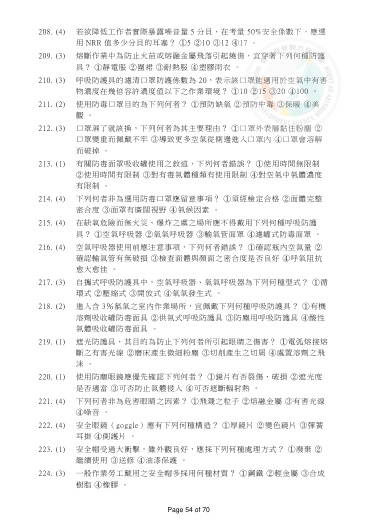 208. (4) 若欲降低工作者實際暴露噪音量 5 分貝，在考量 50%安全係數下，應選
用 NRR 值多少分貝的耳塞？ ①5 ②10 ③12 ④17 。
209. (3) 熔斷作業中為防止火苗或熔融金屬飛落引起燒傷，宜穿著下列何種防護
具？ ①靜電服 ②圍裙 ③耐熱服 ④塑膠雨衣 。
210. (3) 呼吸防護具的濾清口罩防護係數為 20，表示該口罩能適用於空氣中有害
物濃度在幾倍容許濃度值以下之作業環境？ ①10 ②15 ③20 ④100 。
211. (2) 使用防毒口罩目的為下列何者？ ①預防缺氧 ②預防中毒 ③保暖 ④美
觀 。
212. (3) 口罩濕了就該換，下列何者為其主要理由？ ①口罩外表層黏住粉塵 ②
口罩變重而佩戴不牢 ③導致更多空氣從側邊進入口罩內 ④口罩會溶解
而破掉 。
213. (1) 有關防毒面罩吸收罐使用之敘述，下列何者錯誤？ ①使用時間無限制
②使用時間有限制 ③對有毒氣體種類有使用限制 ④對空氣中毒氣濃度
有限制 。
214. (4) 下列何者非為選用防毒口罩應留意事項？ ①須經檢定合格 ②面體完整
密合度 ③面罩有廣闊視野 ④氣候因素 。
215. (4) 在缺氧危險而無火災、爆炸之虞之場所應不得戴用下列何種呼吸防護
具？ ①空氣呼吸器 ②氧氣呼吸器 ③輸氣管面罩 ④濾罐式防毒面罩 。
216. (4) 空氣呼吸器使用前應注意事項，下列何者錯誤？ ①確認瓶內空氣量 ②
確認輸氣管有無破損 ③檢查面體與顏面之密合度是否良好 ④呼氣阻抗
愈大愈佳 。
217. (3) 自攜式呼吸防護具中，空氣呼吸器、氧氣呼吸器為下列何種型式？ ①循
環式 ②壓縮式 ③開放式 ④氧氣發生式 。
218. (2) 進入含 3%氯氣之室內作業場所，宜佩戴下列何種呼吸防護具？ ①有機
溶劑吸收罐防毒面具 ②供氣式呼吸防護具 ③防塵用呼吸防護具 ④酸性
氣體吸收罐防毒面具 。
219. (1) 遮光防護具，其目的為防止下列何者所引起眼睛之傷害？ ①電弧熔接熔
斷之有害光線 ②磨床產生微細粉塵 ③切削產生之切屑 ④處置溶劑之飛
沫 。
220. (1) 使用防塵眼鏡應優先確認下列何者？ ①鏡片有否裂傷、破損 ②遮光度
是否適當 ③可否防止氣體侵入 ④可否遮斷輻射熱 。
221. (4) 下列何者非為危害眼睛之因素？ ①飛濺之粒子 ②熔融金屬 ③有害光線
④噪音 。
222. (4) 安全眼鏡（goggle）應有下列何種構造？ ①厚鏡片 ②雙色鏡片 ③彈簧
耳掛 ④側護片 。
223. (1) 安全帽受過大衝擊，雖外觀良好，應採下列何種處理方式？ ①廢棄 ②
繼續使用 ③送修 ④油漆保護 。
224. (3) 一般作業勞工戴用之安全帽多採用何種材質？ ①鋼鐵 ②輕金屬 ③合成
樹脂 ④橡膠 。
Page 54 of 70